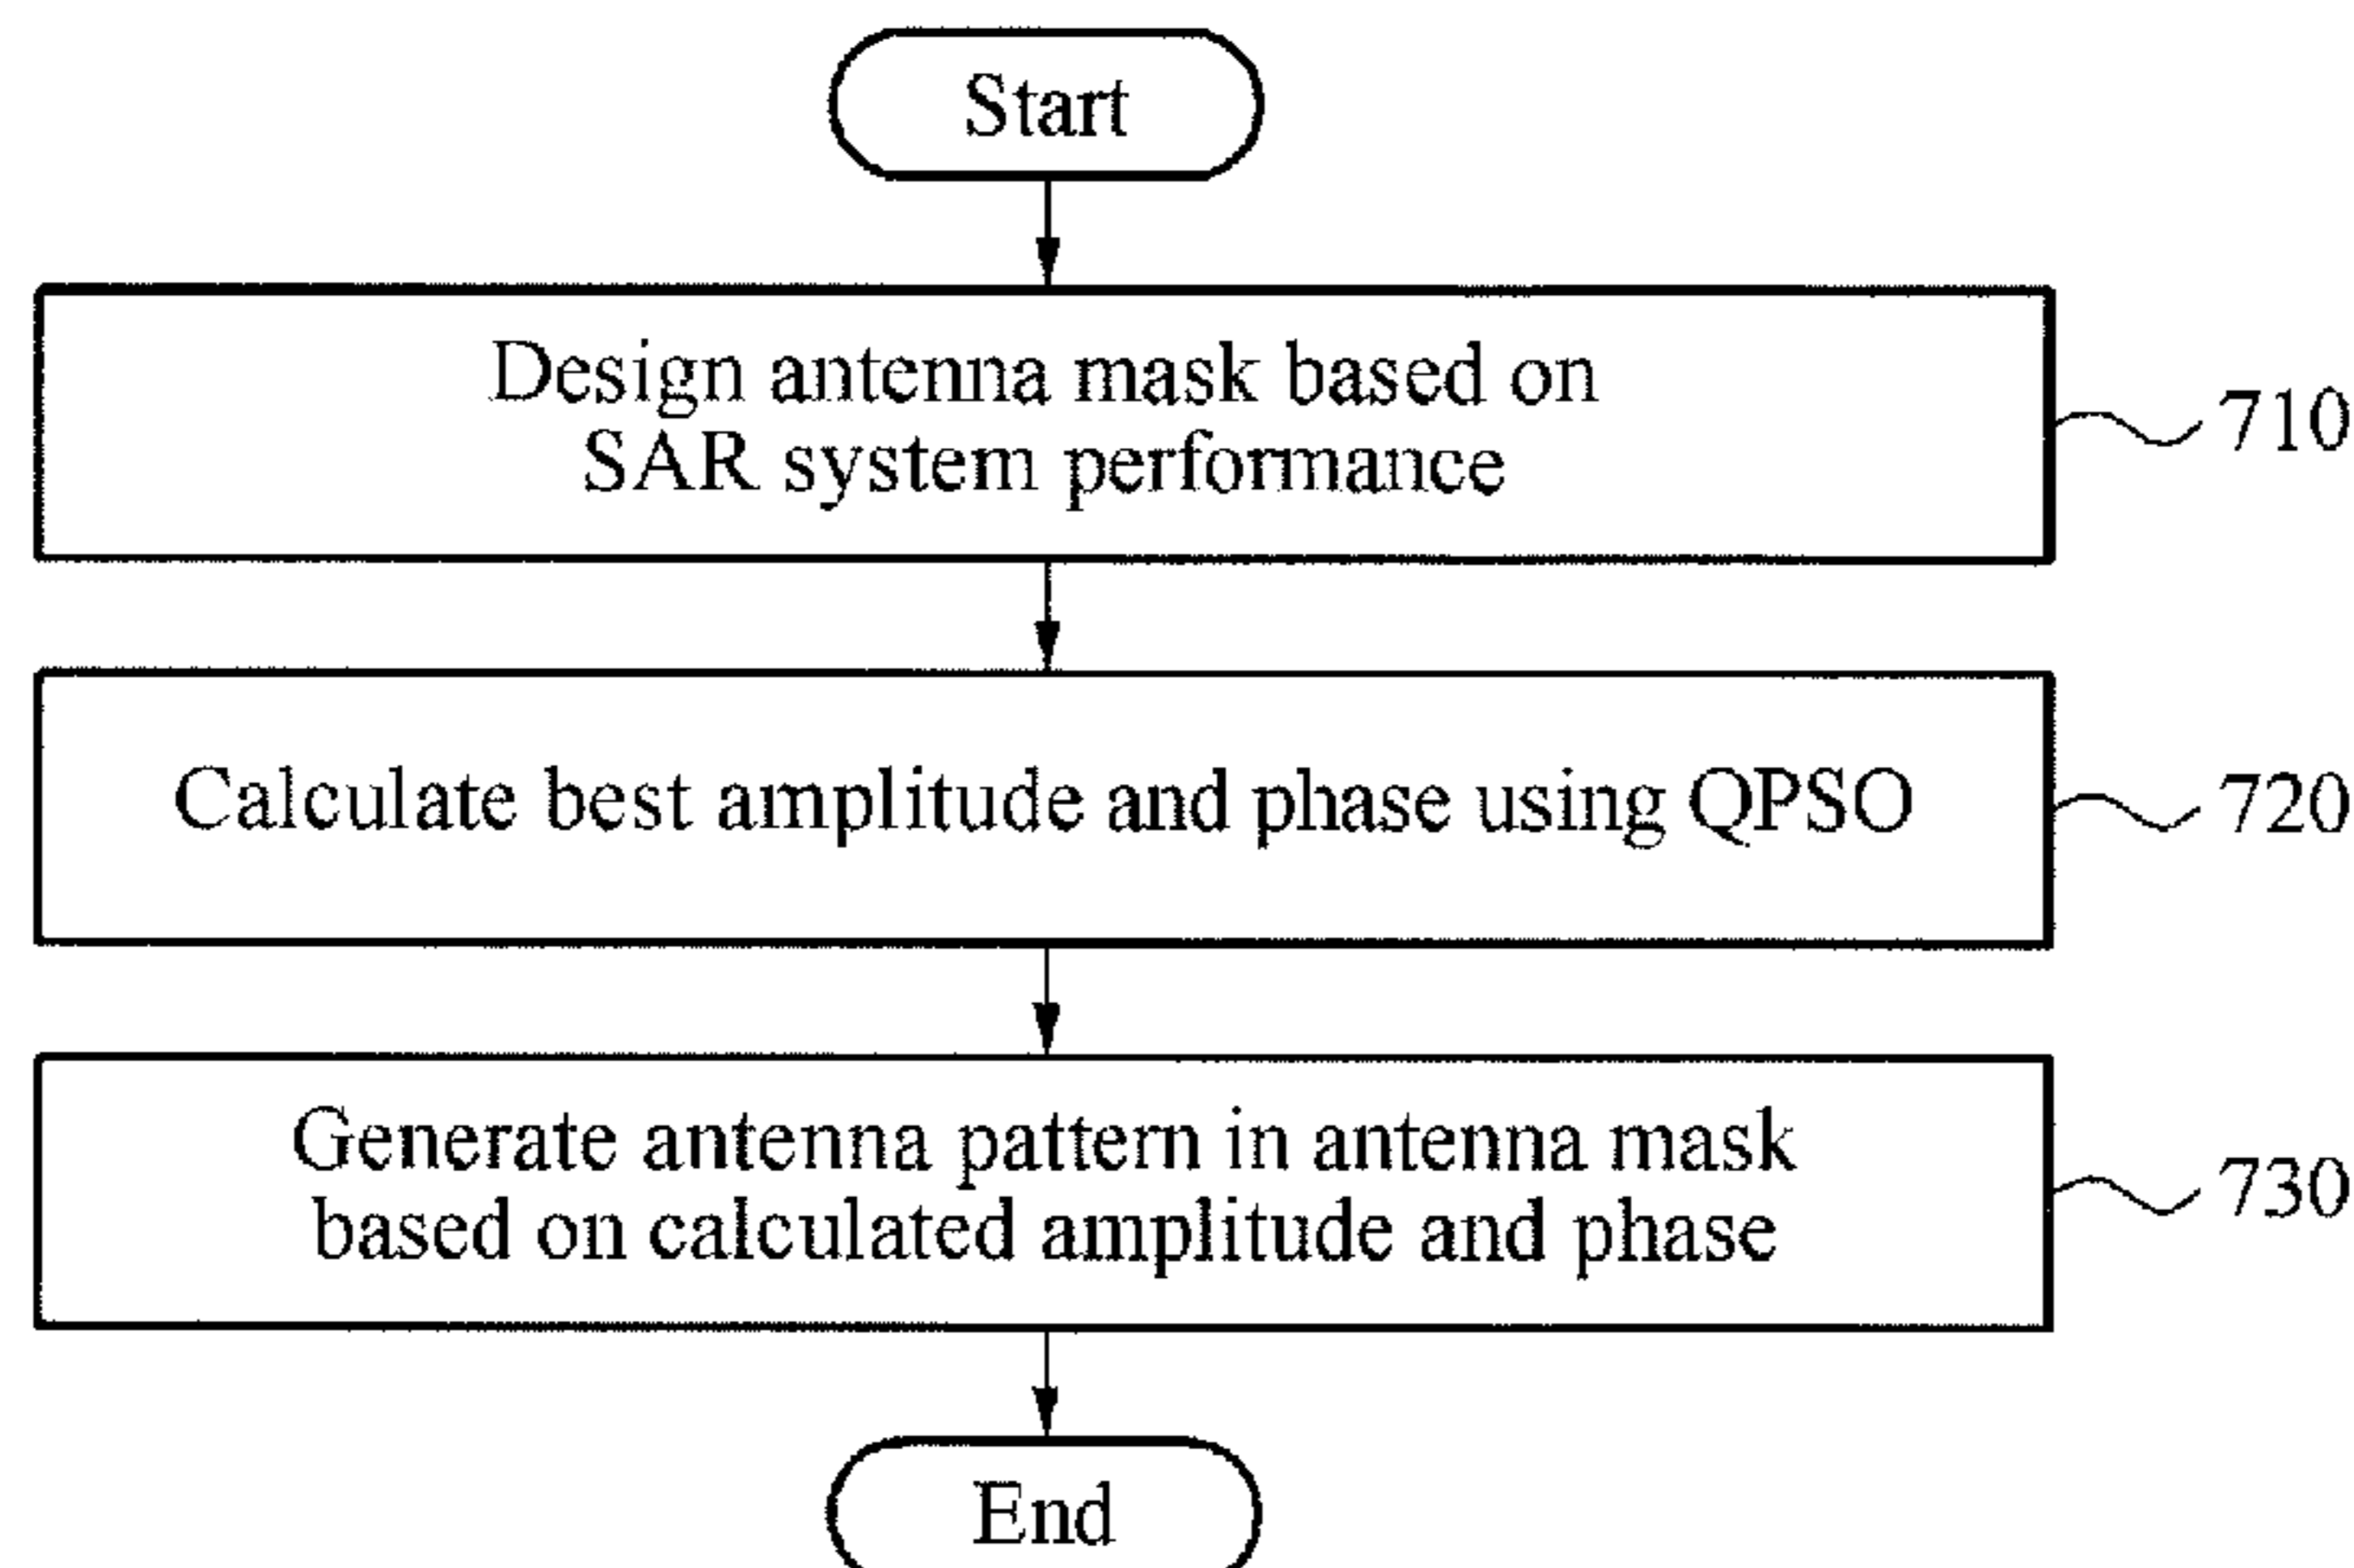 Start
Design antenna mask based on
SAR system performance
710
Calculate best amplitude and phase using QPSO
720
Generate antenna pattern in antenna mask
based on calculated amplitude and phase
730
End